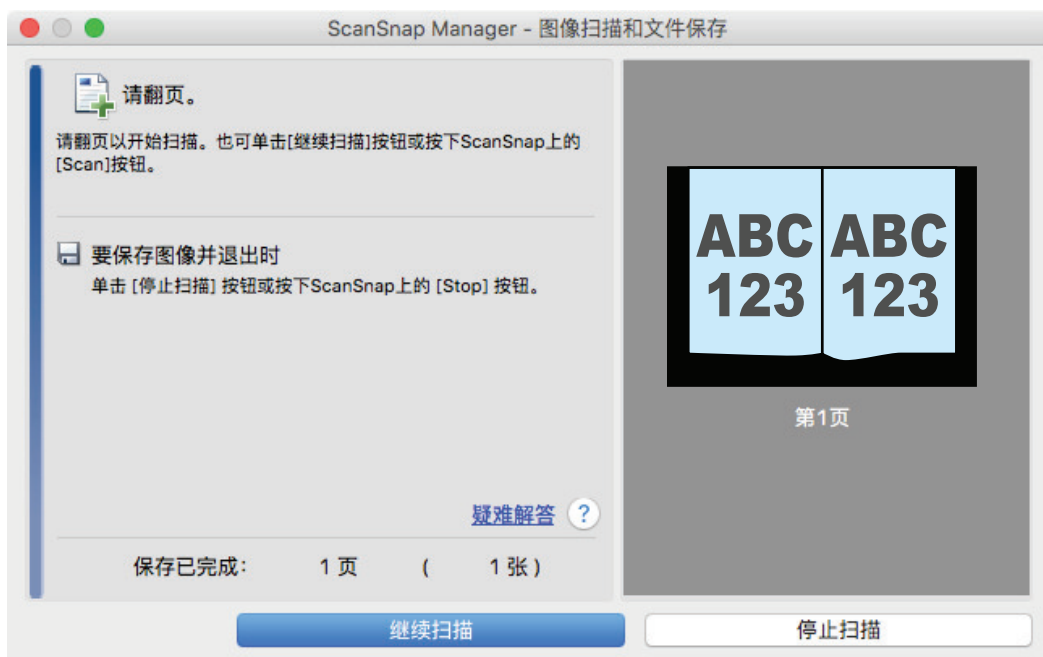 ScanSnap Manager - 图像扫描和文件保存
请翻页。
请翻页以开始扫描。也可单击[继续扫描]按钮或按下ScanSnap上的
[Scan]按钮。
要保存图像并退出时
单击 [停止扫描] 按钮或按下ScanSnap上的 [Stop] 按钮。
疑难解答 ?
保存已完成: 1 页 ( 1 张 )
ABC ABC
123 123
第1页
继续扫描
停止扫描